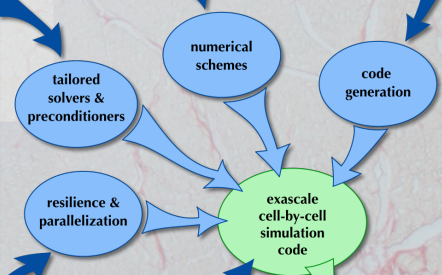 numerical
schemes
code
generation
tailored
solvers &
preconditioners
resilience &
parallelization
exascale
cell-by-cell
simulation
code